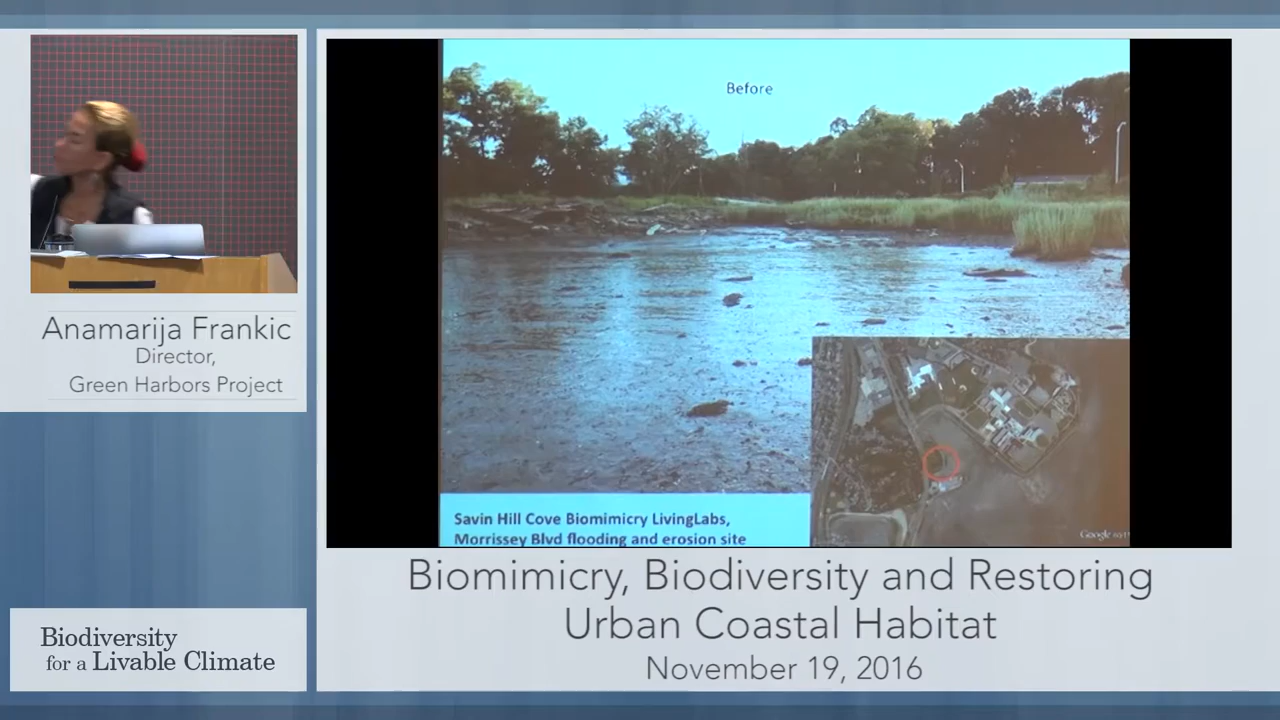 Before
Savin Hill Cove Biomimicry LivingLabs,
Morrissey Blvd flooding and erosion site
Google
Anamarija Frankic
Director,
Green Harbors Project
Biodiversity
for a Livable Climate
Biomimicry, Biodiversity and Restoring
Urban Coastal Habitat
November 19, 2016